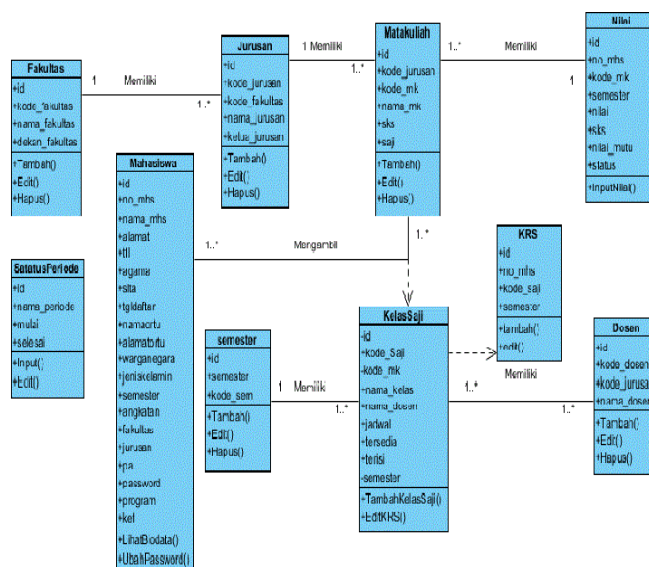 Fakultas
+id
+kode_fakultas
+nama_fakultas
+dekan_fakultas
+Tambah()
+Edit()
+Hapus()
1
Memiliki
1..*
Jurusan
+id
+kode_jurusan
+kode_fakultas
+nama_jurusan
+ketua_jurusan
+Tambah()
+Edit()
+Hapus()
1 Memiliki
1..*
Matakuliah
+id
+kode_jurusan
+kode_mk
+nama_mk
+sks
+saji
+Tambah()
+Edit()
+Hapus()
1..*
Memiliki
1
Nilai
+id
+no_mhs
+kode_mk
+semester
+nilai
+sks
+nilai_mutu
+status
+InputNilai()
Mahasiswa
+id
+no_mhs
+nama_mhs
+alamat
+ttl
+agama
+slta
+tgldaftar
+namaortu
+alamatortu
+warganegara
+jeniskelamin
+semester
+angkatan
+fakultas
+jurusan
+pa
+password
+program
+ket
+LihatBiodata()
+UbahPassword()
1..*
Mengambil
1..*
SatatusPeriode
+id
+nama_periode
+mulai
+selesai
+Input()
+Edit()
semester
+id
+semester
+kode_sem
+Tambah()
+Edit()
+Hapus()
1
Memiliki
1..*
KelasSaji
-id
+kode_Saji
-kode_mk
+nama_kelas
+nama_dosen
+jadwal
+tersedia
+terisi
-semester
+TambahKelasSaji()
+EditKRS()
KRS
+id
+no_mhs
+kode_saji
+semester
+tambah()
+edit()
1..*
Memiliki
1..*
Dosen
+id
+kode_dosen
+kode_jurusa
+nama_dosen
+Tambah()
+Edit()
+Hapus()